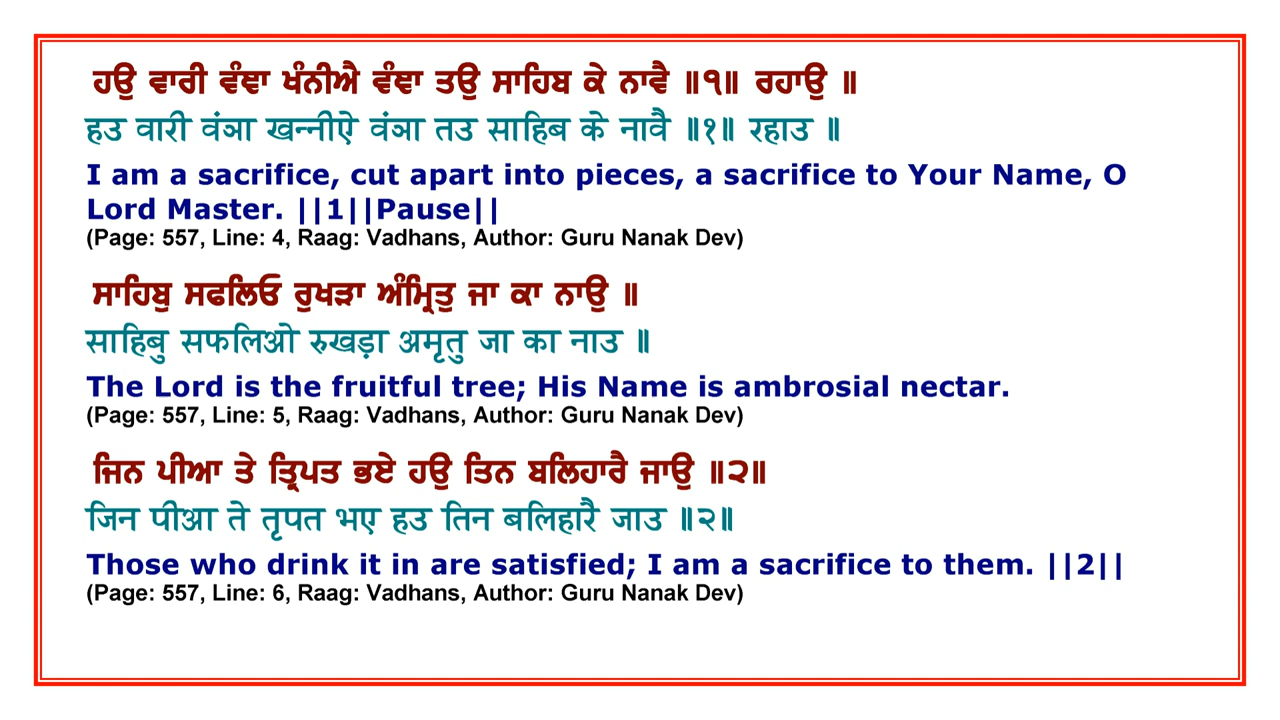 ਹਉ ਵਾਰੀ ਵੰਞਾ ਖੰਨੀਐ ਵੰਞਾ ਤਉ ਸਾਹਿਬ ਕੇ ਨਾਵੈ ॥੧॥ ਰਹਾਉ ॥
हउ वारी वंञा खन्नीऐ वंञा तउ साहिब के नावै ॥१॥ रहाउ ॥
I am a sacrifice, cut apart into pieces, a sacrifice to Your Name, O
Lord Master. ||1||Pause||
(Page: 557, Line: 4, Raag: Vadhans, Author: Guru Nanak Dev)
ਸਾਹਿਬੁ ਸਫਲਿਓ ਰੁਖੜਾ ਅੰਮ੍ਰਿਤੁ ਜਾ ਕਾ ਨਾਉ ॥
साहिबु सफलिओ रुखड़ा अमृतु जा का नाउ ॥
The Lord is the fruitful tree; His Name is ambrosial nectar.
(Page: 557, Line: 5, Raag: Vadhans, Author: Guru Nanak Dev)
ਜਿਨ ਪੀਆ ਤੇ ਤ੍ਰਿਪਤ ਭਏ ਹਉ ਤਿਨ ਬਲਿਹਾਰੈ ਜਾਉ ॥੨॥
जिन पीआ ते तृपत भए हउ तिन बलिहारै जाउ ॥२॥
Those who drink it in are satisfied; I am a sacrifice to them. ||2||
(Page: 557, Line: 6, Raag: Vadhans, Author: Guru Nanak Dev)